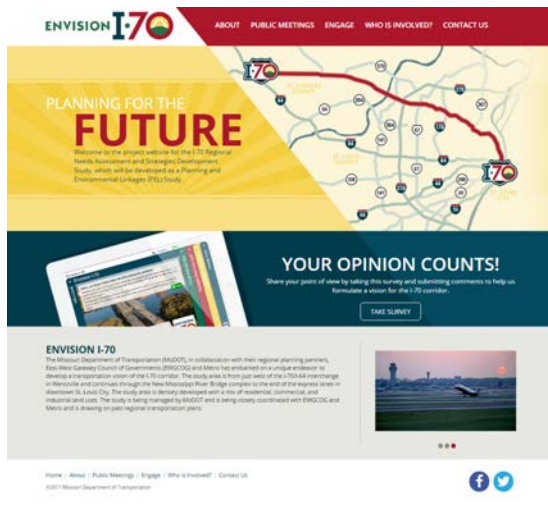 ENVISION I-70
ABOUT PUBLIC MEETINGS ENGAGE WHO IS INVOLVED? CONTACT US
PLANNING FOR THE
FUTURE
Welcome to the project website for the I-70 Regional
Needs Assessment and Strategies Development
Study, which will be developed as a Planning and
Environmental Linkages (PEL) Study.
I-70
I-70
YOUR OPINION COUNTS!
Share your point of view by taking this survey and submitting comments to help us
formulate a vision for the I-70 corridor.
TAKE SURVEY
ENVISION I-70
The Missouri Department of Transportation (MoDOT), in collaboration with their regional planning partners,
East-West Gateway Council of Governments (EWGCOG) and Metro has embarked on a unique endeavor to
develop a transportation vision of the I-70 corridor. The study area is from just west of the I-70/I-64 interchange
in Wentzville and continues through the New Mississippi River Bridge complex to the end of the express lanes in
downtown St. Louis City. The study area is densely developed with a mix of residential, commercial, and
industrial land uses. The study is being managed by MoDOT and is being closely coordinated with EWGCOG and
Metro and is drawing on past regional transportation plans.
Home | About | Public Meetings | Engage | Who is Involved? | Contact Us
©2017 Missouri Department of Transportation